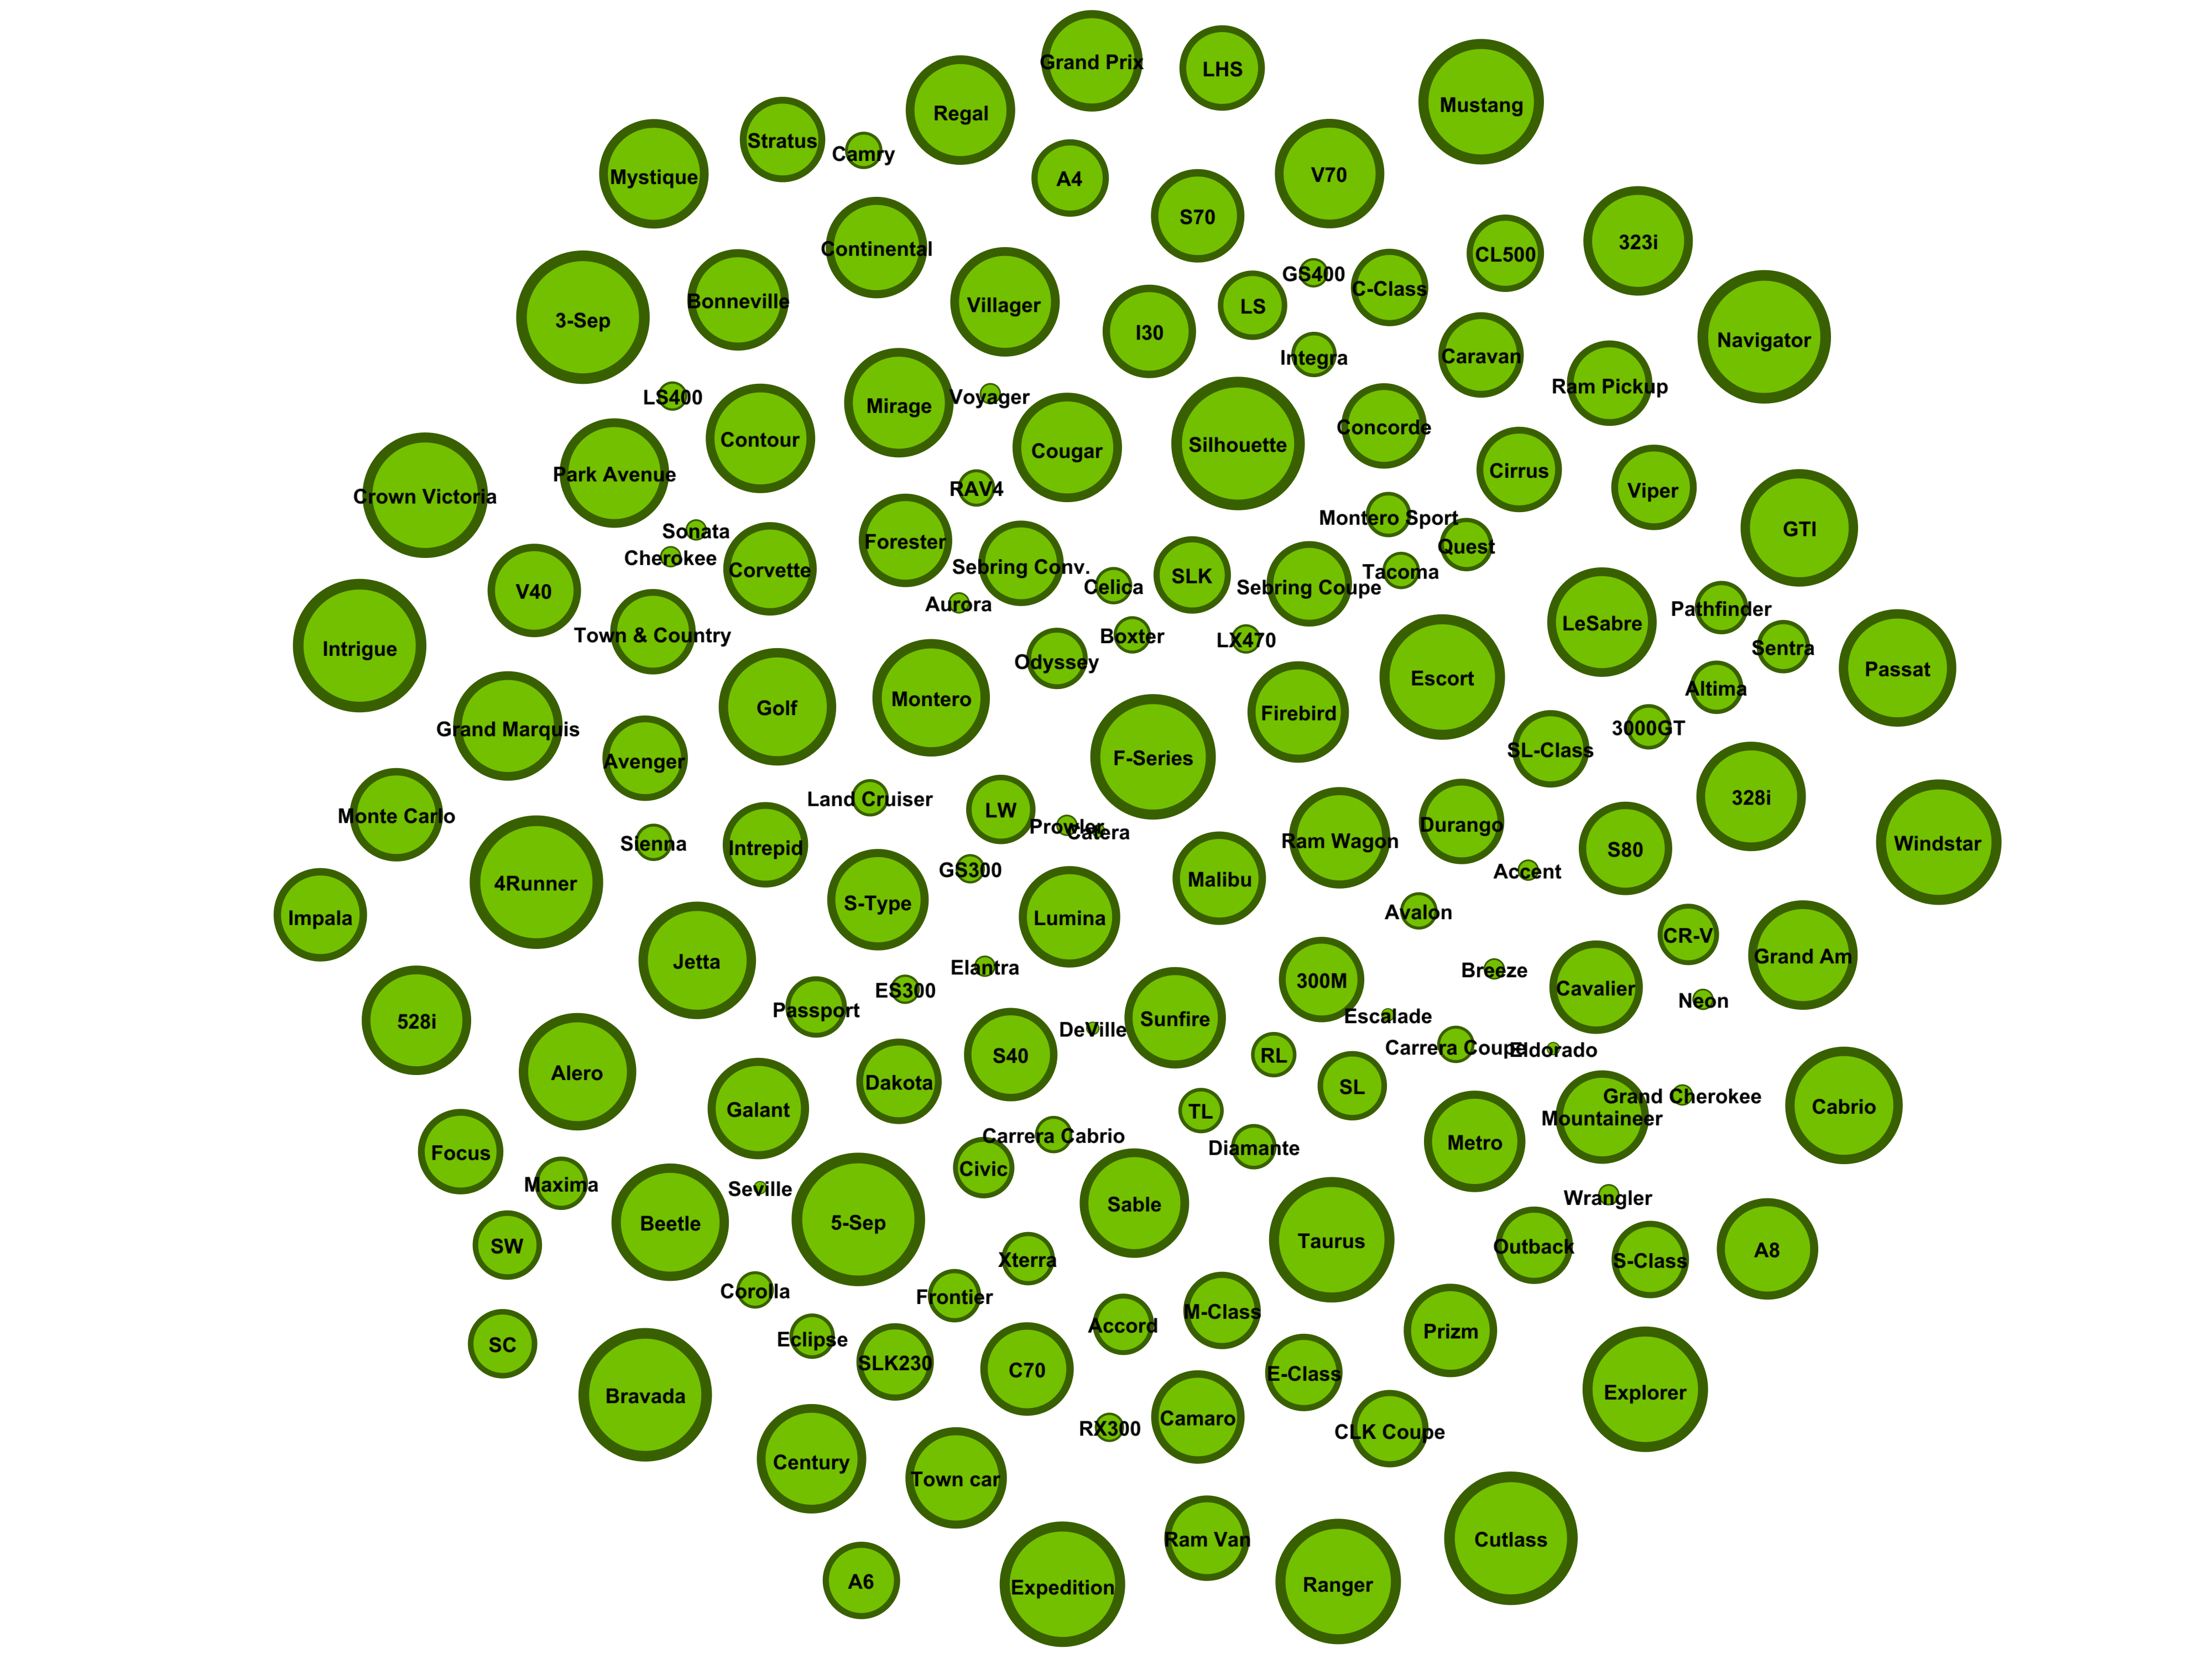 Grand Prix
LHS
Mustang
Regal
Stratus
Camry
Mystique
A4
V70
S70
323i
Continental
CL500
GS400
C-Class
Bonneville
Villager
LS
3-Sep
I30
Navigator
Integra
Caravan
Ram Pickup
LS400
Voyager
Mirage
Concorde
Contour
Silhouette
Cougar
Cirrus
Park Avenue
RAV4
Viper
Crown Victoria
Montero Sport
GTI
Sonata
Forester
Quest
Cherokee
Sebring Conv.
Corvette
Tacoma
SLK
Celica
Sebring Coupe
V40
Aurora
Pathfinder
LeSabre
Town & Country
Boxter
LX470
Intrigue
Sentra
Odyssey
Passat
Escort
Altima
Montero
Golf
Firebird
3000GT
Grand Marquis
SL-Class
F-Series
Avenger
328i
Land Cruiser
LW
Monte Carlo
Durango
Prowler
Catera
Ram Wagon
Windstar
Sienna
Intrepid
S80
GS300
Accent
Malibu
4Runner
S-Type
Avalon
Impala
Lumina
CR-V
Grand Am
Jetta
Elantra
Breeze
300M
Cavalier
ES300
Neon
Passport
Escalade
Sunfire
528i
DeVille
Carrera Coupe
Eldorado
S40
RL
Alero
Dakota
SL
Grand Cherokee
Cabrio
Galant
TL
Mountaineer
Carrera Cabrio
Metro
Diamante
Focus
Civic
Maxima
Seville
Wrangler
Sable
Beetle
5-Sep
Taurus
SW
Outback
A8
Xterra
S-Class
Corolla
Frontier
M-Class
Accord
Prizm
Eclipse
SC
SLK230
C70
E-Class
Explorer
Bravada
Camaro
RX300
CLK Coupe
Century
Town car
Ram Van
Cutlass
A6
Ranger
Expedition